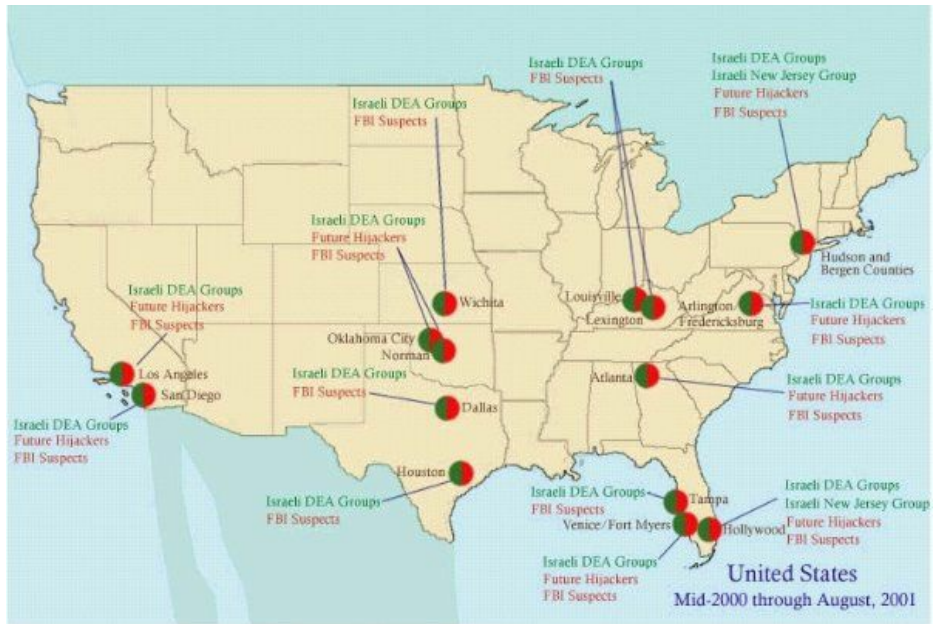 Israeli DEA Groups
Israeli New Jersey Group
Future Hijackers
FBI Suspects
Israeli DEA Groups
FBI Suspects
Israeli DEA Groups
FBI Suspects
Israeli DEA Groups
Future Hijackers
FBI Suspects
Hudson and
Bergen Counties
Israeli DEA Groups
Future Hijackers
FBI Suspects
Wichita
Louisville
Lexington
Arlington
Fredericksburg
Israeli DEA Groups
Future Hijackers
FBI Suspects
Oklahoma City
Norman
Los Angeles
San Diego
Israeli DEA Groups
FBI Suspects
Atlanta
Israeli DEA Groups
Future Hijackers
FBI Suspects
Dallas
Israeli DEA Groups
Future Hijackers
FBI Suspects
Houston
Israeli DEA Groups
FBI Suspects
Israeli DEA Groups
FBI Suspects
Tampa
Venice/Fort Myers
Hollywood
Israeli DEA Groups
Israeli New Jersey Group
Future Hijackers
FBI Suspects
Israeli DEA Groups
Future Hijackers
FBI Suspects
United States
Mid-2000 through August, 2001